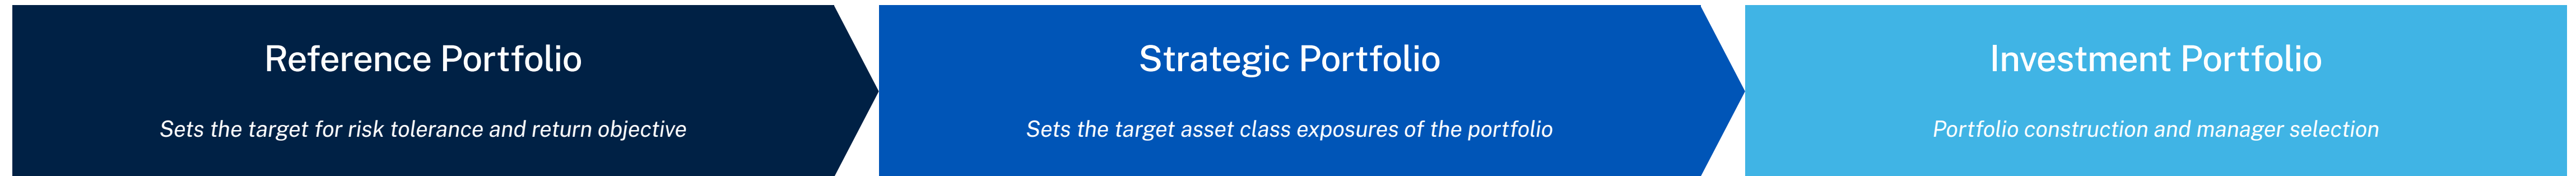 Reference Portfolio
Sets the target for risk tolerance and return objective
Strategic Portfolio
Sets the target asset class exposures of the portfolio
Investment Portfolio
Portfolio construction and manager selection